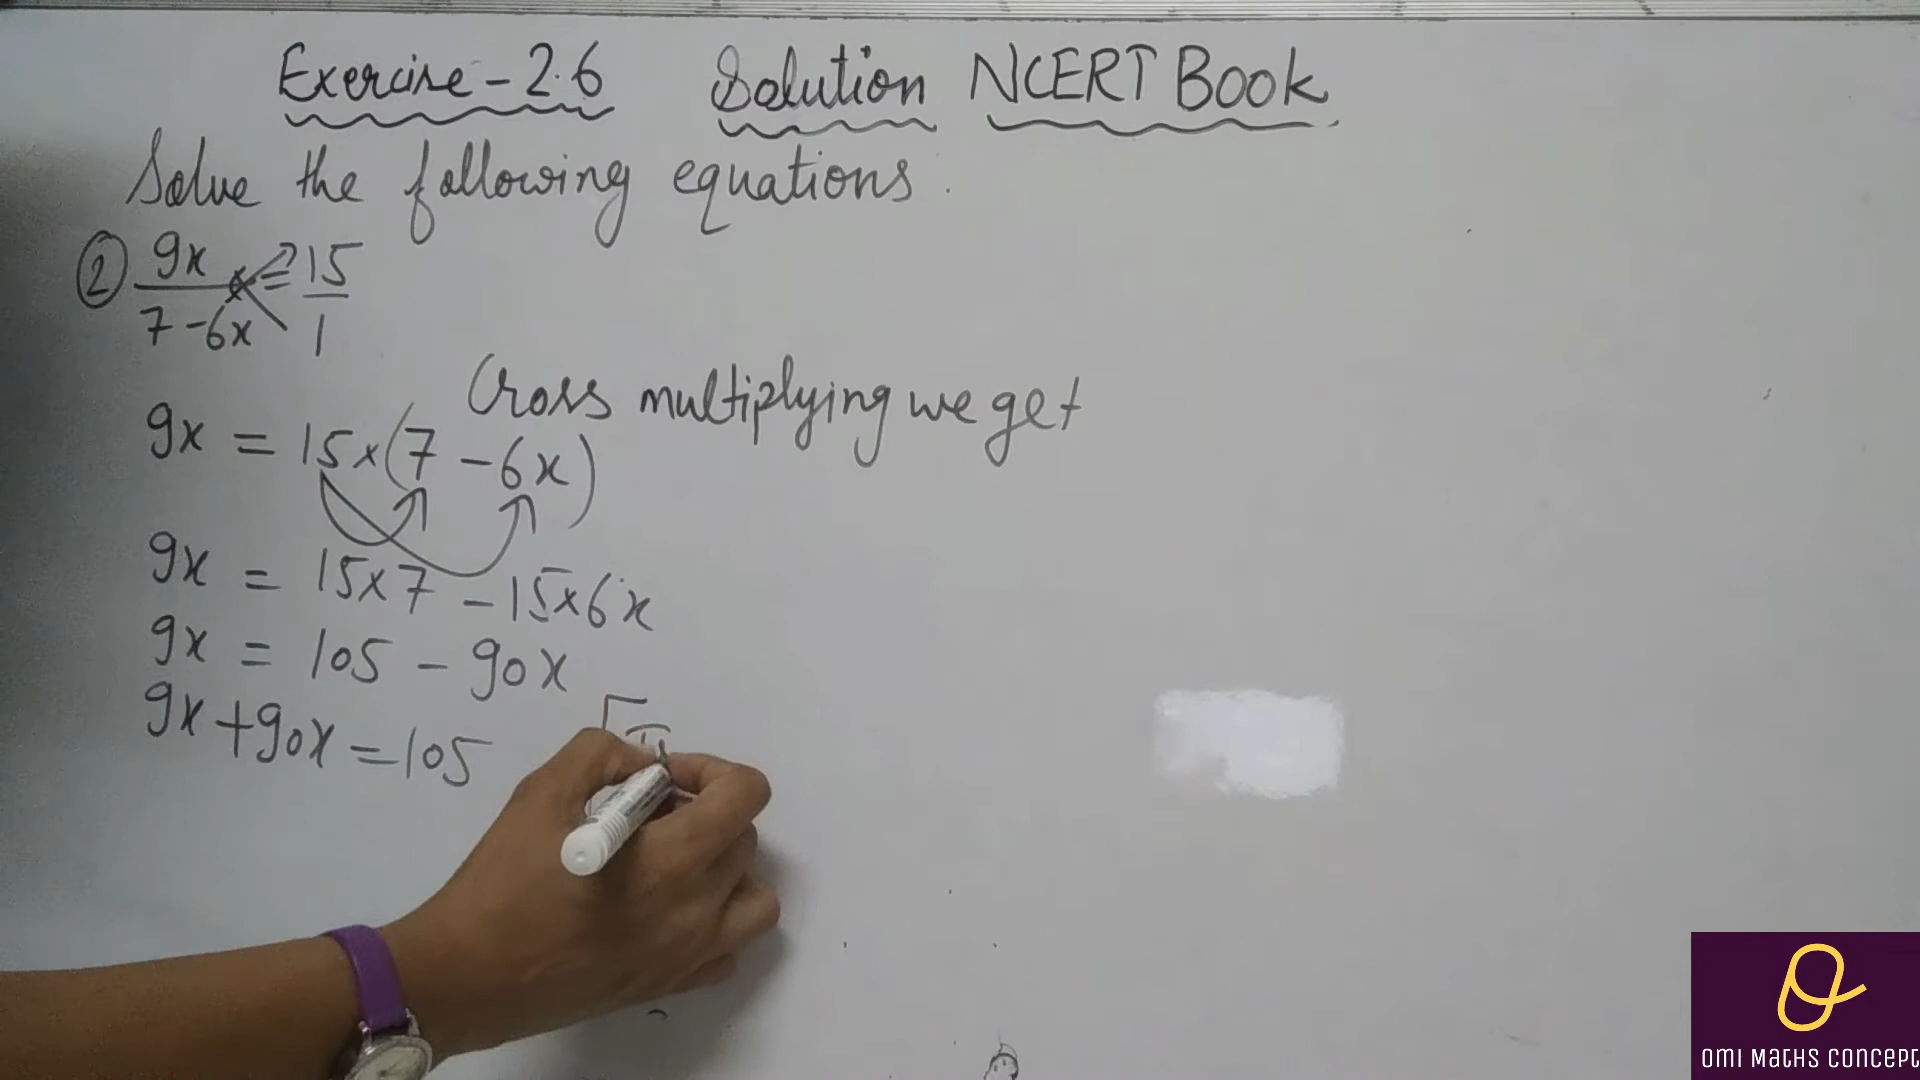 Exercise - 2.6 Solution NCERT Book
Solve the following equations.
② 9x/7-6x = 15/1
Cross multiplying we get
9x = 15×(7 - 6x)
9x = 15×7 - 15×6x
9x = 105 - 90x
9x + 90x = 105
OMI MATHS CONCEPT